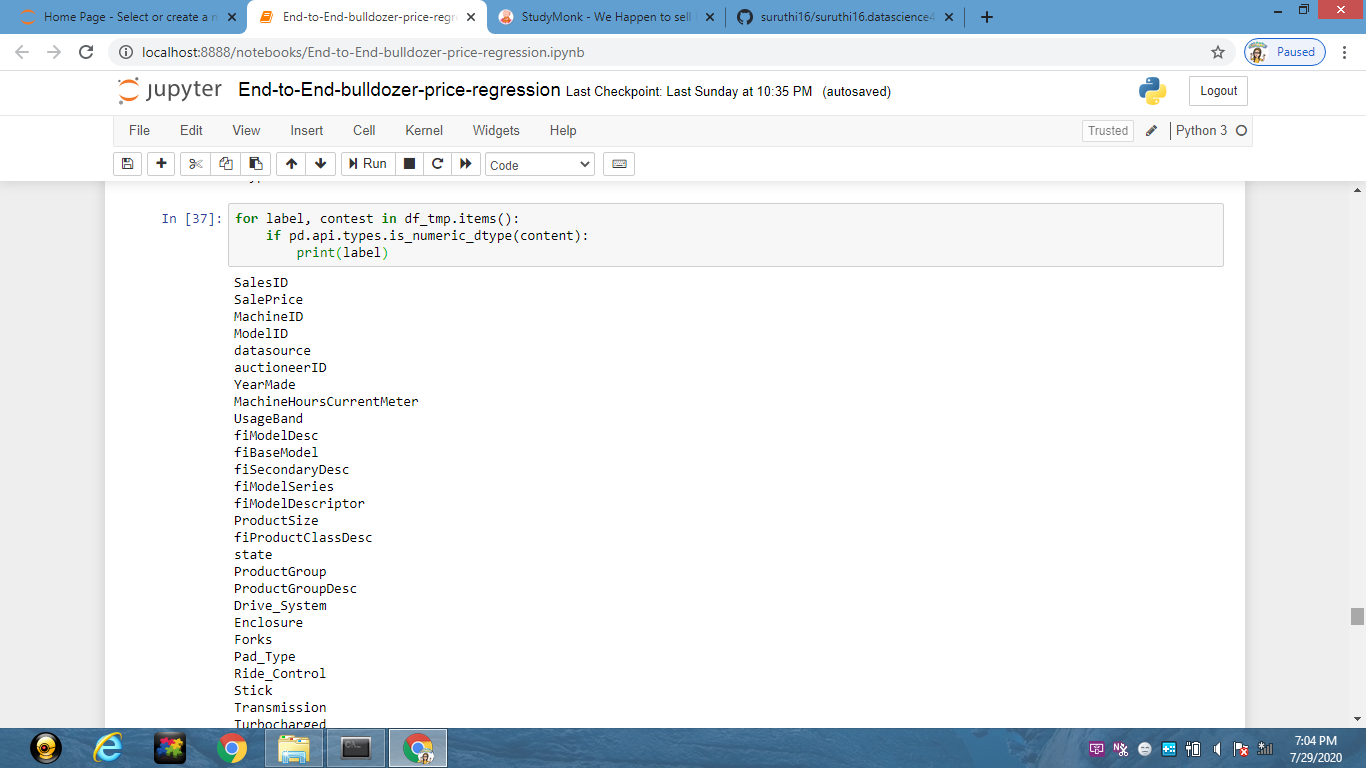 Home Page - Select or create a n
End-to-End-bulldozer-price-regr
StudyMonk - We Happen to sell
suruthi16/suruthi16.datascience4
localhost:8888/notebooks/End-to-End-bulldozer-price-regression.ipynb
Paused
jupyter End-to-End-bulldozer-price-regression Last Checkpoint: Last Sunday at 10:35 PM (autosaved)
Logout
File Edit View Insert Cell Kernel Widgets Help
Trusted
Python 3
Run
Code
In [37]: for label, contest in df_tmp.items():
if pd.api.types.is_numeric_dtype(content):
print(label)
SalesID
SalePrice
MachineID
ModelID
datasource
auctioneerID
YearMade
MachineHoursCurrentMeter
UsageBand
fiModelDesc
fiBaseModel
fiSecondaryDesc
fiModelSeries
fiModelDescriptor
ProductSize
fiProductClassDesc
state
ProductGroup
ProductGroupDesc
Drive_System
Enclosure
Forks
Pad_Type
Ride_Control
Stick
Transmission
Turbocharged
7:04 PM
7/29/2020